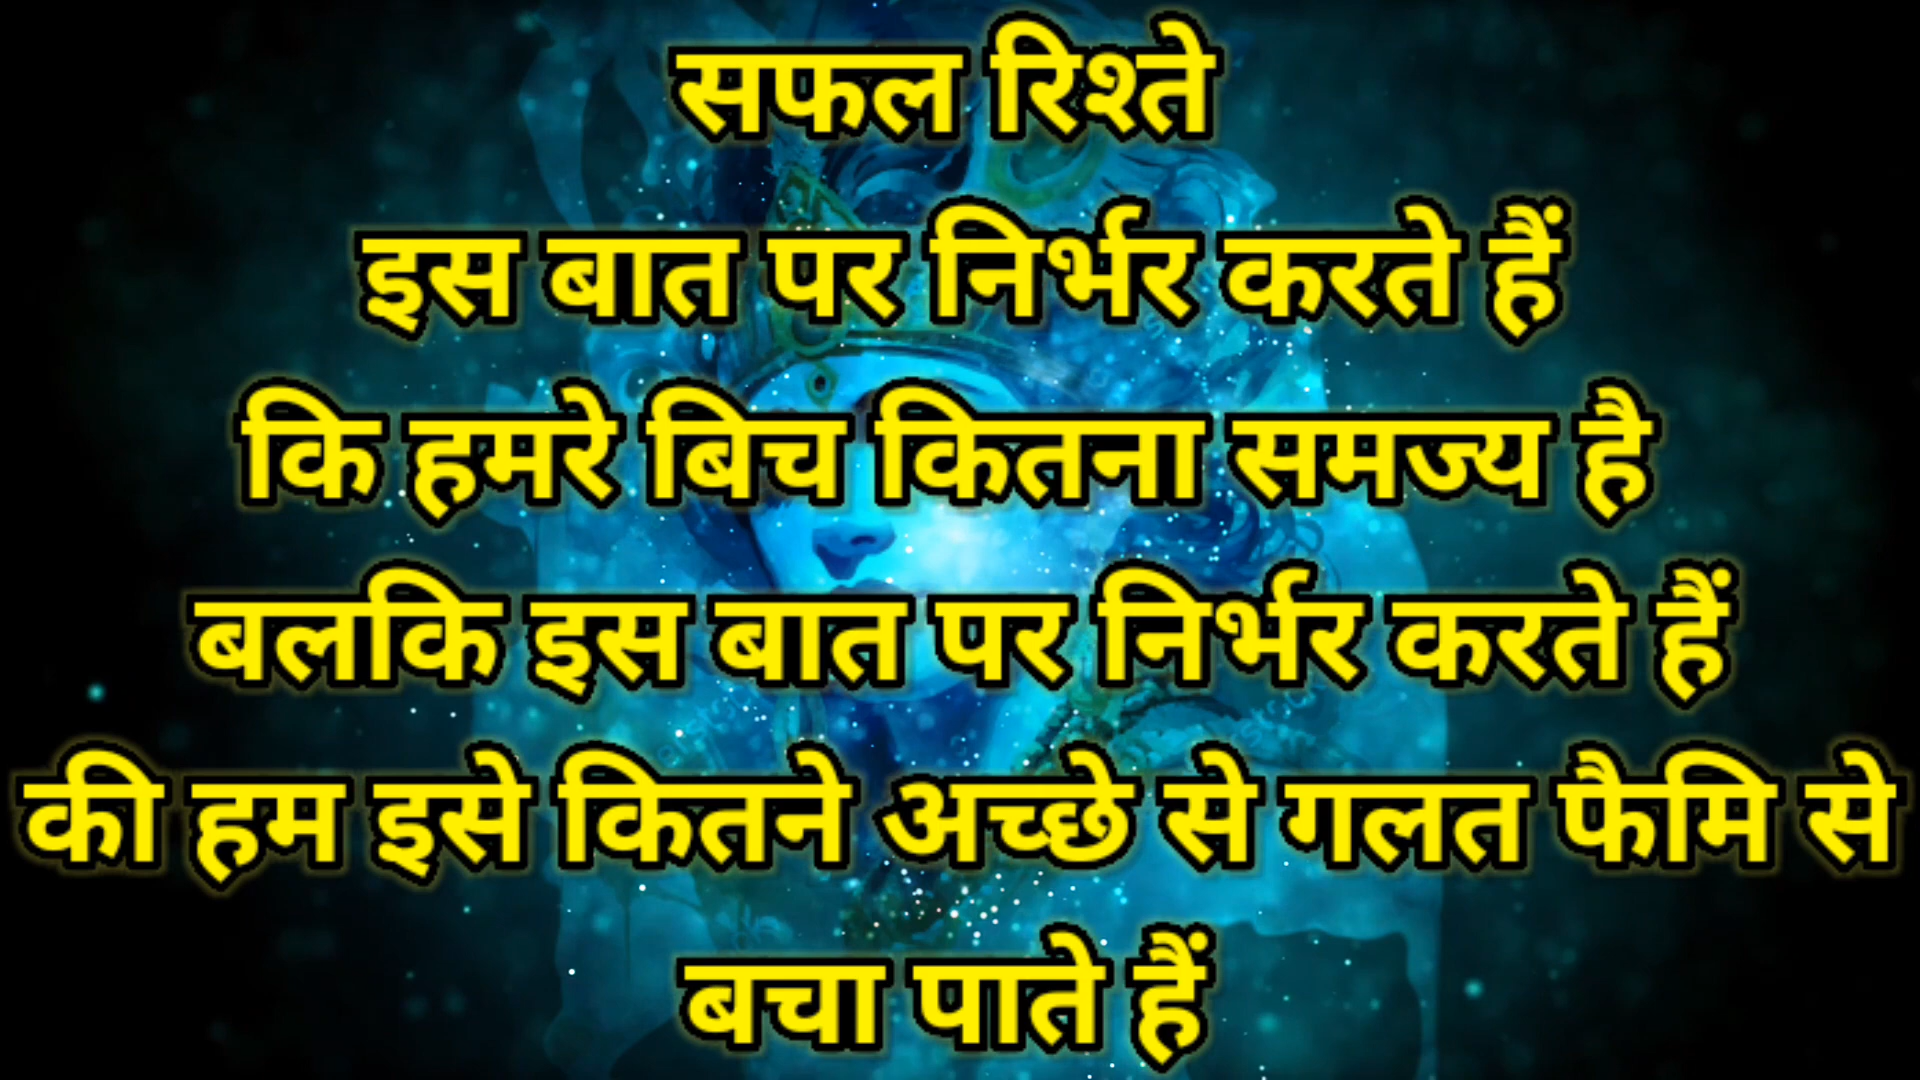 सफल रिश्ते
इस बात पर निर्भर करते हैं
कि हमरे बिच कितना समज्य है
बलकि इस बात पर निर्भर करते हैं
की हम इसे कितने अच्छे से गलत फैमि से
बचा पाते हैं